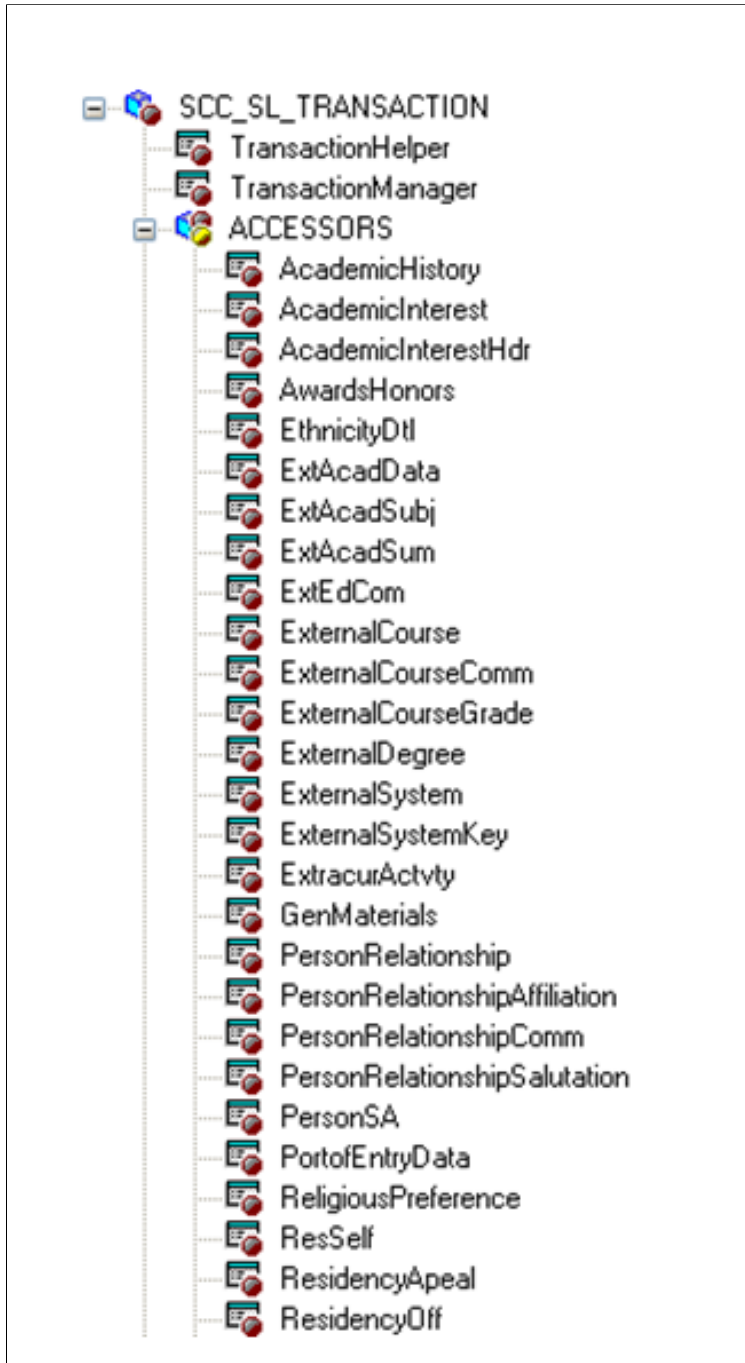 SCC_SL_TRANSACTION
TransactionHelper
TransactionManager
ACCESSORS
AcademicHistory
AcademicInterest
AcademicInterestHdr
AwardsHonors
EthnicityDtl
ExtAcadData
ExtAcadSubj
ExtAcadSum
ExtEdCom
ExternalCourse
ExternalCourseComm
ExternalCourseGrade
ExternalDegree
ExternalSystem
ExternalSystemKey
ExtracurActvty
GenMaterials
PersonRelationship
PersonRelationshipAffiliation
PersonRelationshipComm
PersonRelationshipSalutation
PersonSA
PortofEntryData
ReligiousPreference
ResSelf
ResidencyApeal
ResidencyOff